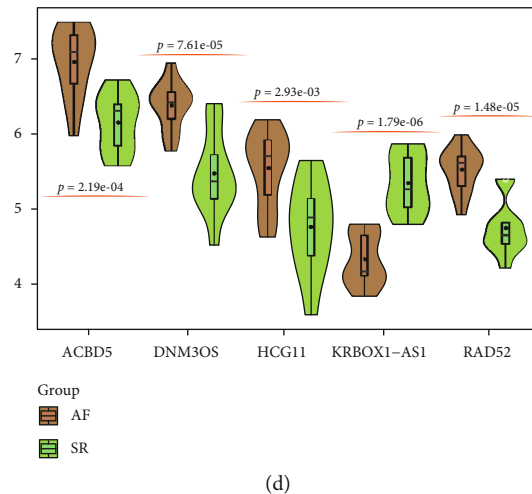 p = 7.61e-05
7
p = 2.93e-03
p = 1.48e-05
p = 1.79e-06
6
p = 2.19e-04
5
4
ACBD5 DNM3OS HCG11 KRBOX1-AS1 RAD52
Group
AF
SR
(d)